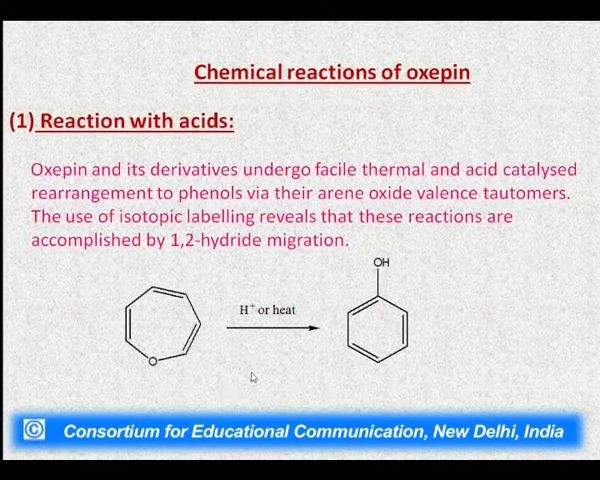 Chemical reactions of oxepin
(1) Reaction with acids:
Oxepin and its derivatives undergo facile thermal and acid catalysed
rearrangement to phenols via their arene oxide valence tautomers.
The use of isotopic labelling reveals that these reactions are
accomplished by 1,2-hydride migration.
OH
H+ or heat
O
© Consortium for Educational Communication, New Delhi, India